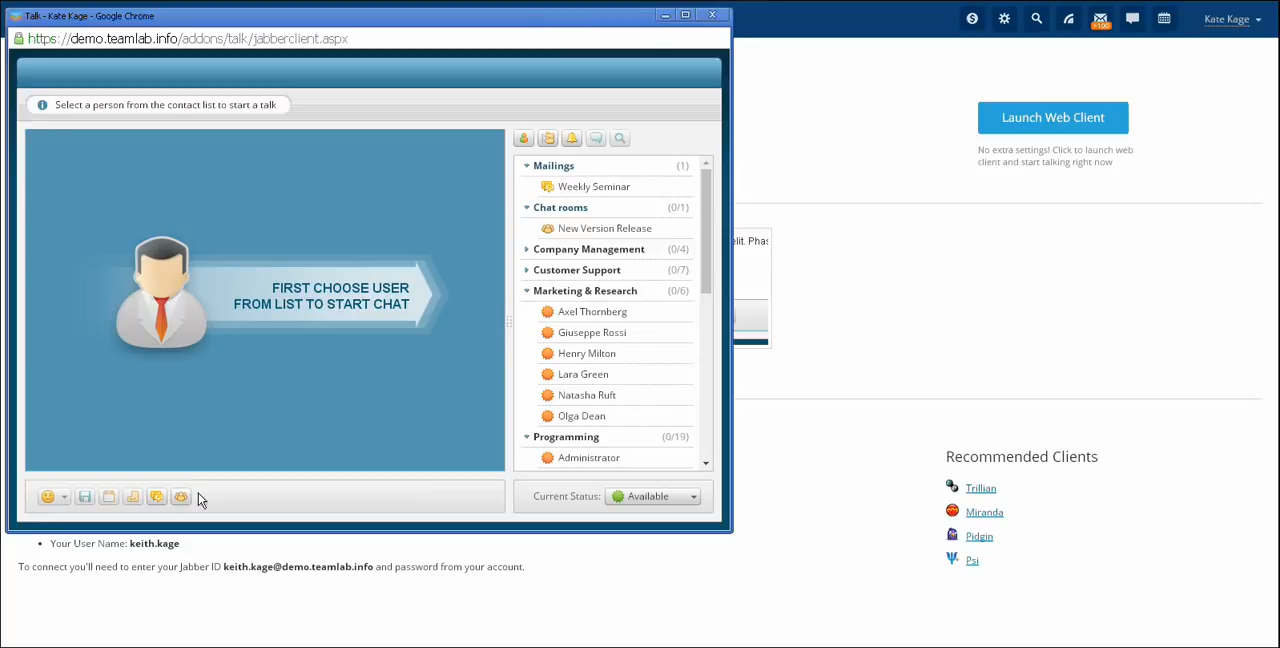 Talk - Kate Kage - Google Chrome
https://demo.teamlab.info/addons/talk/jabberclient.aspx
+100
Kate Kage
Select a person from the contact list to start a talk
Launch Web Client
No extra settings! Click to launch web
client and start talking right now
Mailings (1)
Weekly Seminar
Chat rooms (0/1)
New Version Release
elit. Phas
Company Management (0/4)
Customer Support (0/7)
FIRST CHOOSE USER
FROM LIST TO START CHAT
Marketing & Research (0/6)
Axel Thornberg
Giuseppe Rossi
Henry Milton
Lara Green
Natasha Ruft
Olga Dean
Programming (0/19)
Administrator
Current Status: Available
Recommended Clients
Trillian
Miranda
Pidgin
Psi
• Your User Name: keith.kage
To connect you'll need to enter your Jabber ID keith.kage@demo.teamlab.info and password from your account.